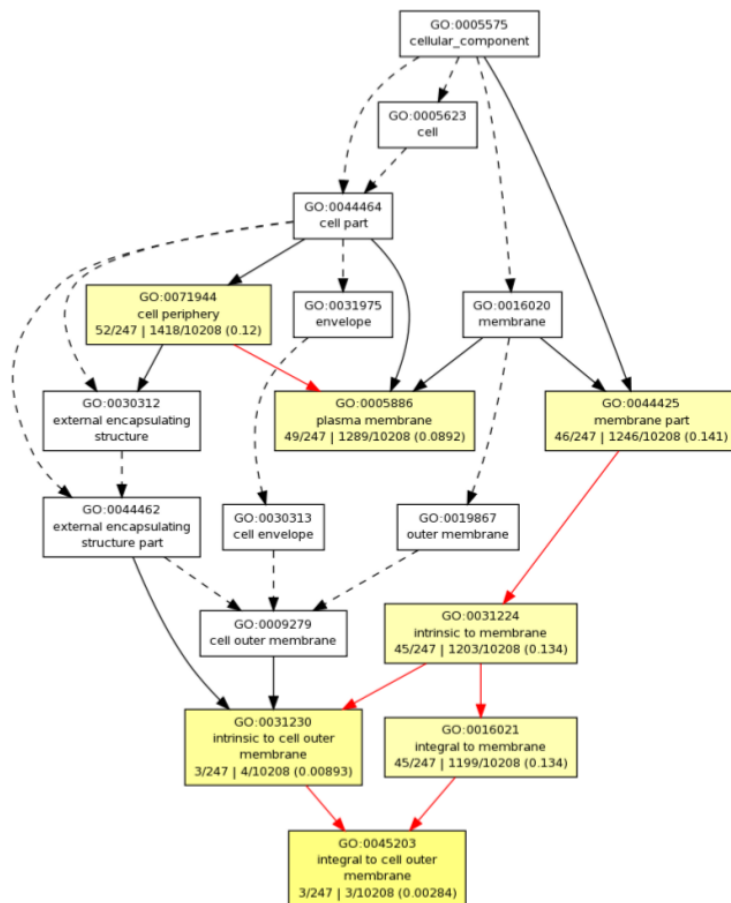 GO:0005575
cellular_component
GO:0005623
cell
GO:0044464
cell part
GO:0071944
cell periphery
52/247 | 1418/10208 (0.12)
GO:0031975
envelope
GO:0016020
membrane
GO:0030312
external encapsulating
structure
GO:0005886
plasma membrane
49/247 | 1289/10208 (0.0892)
GO:0044425
membrane part
46/247 | 1246/10208 (0.141)
GO:0044462
external encapsulating
structure part
GO:0030313
cell envelope
GO:0019867
outer membrane
GO:0009279
cell outer membrane
GO:0031224
intrinsic to membrane
45/247 | 1203/10208 (0.134)
GO:0031230
intrinsic to cell outer
membrane
3/247 | 4/10208 (0.00893)
GO:0016021
integral to membrane
45/247 | 1199/10208 (0.134)
GO:0045203
integral to cell outer
membrane
3/247 | 3/10208 (0.00284)